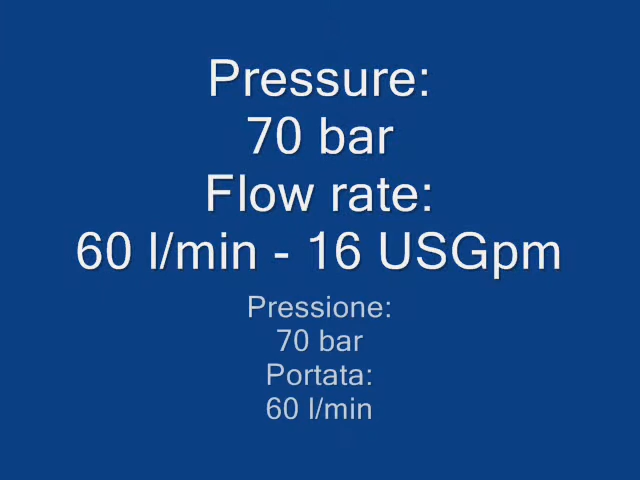 Pressure:
70 bar
Flow rate:
60 l/min - 16 USGpm
Pressione:
70 bar
Portata:
60 l/min